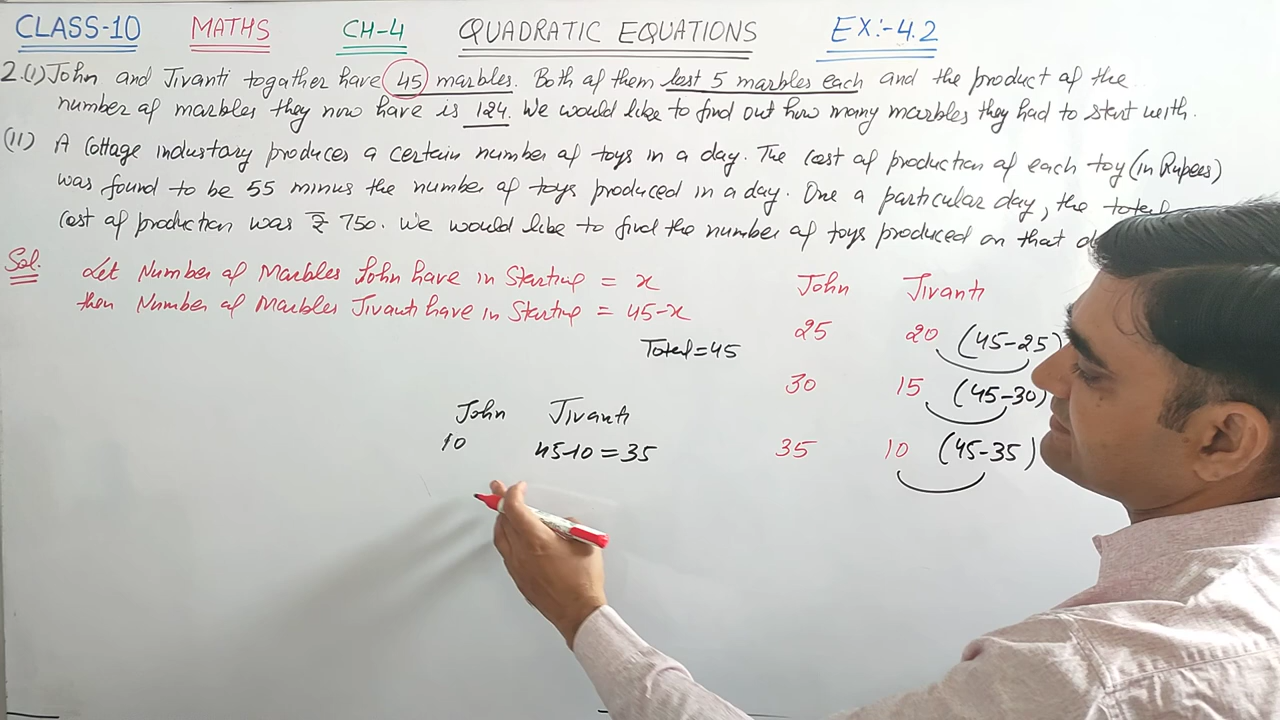 CLASS-10 MATHS CH-4 QUADRATIC EQUATIONS EX:-4.2
2.(i) John and Jivanti togather have 45 marbles. Both of them lost 5 marbles each and the product of the
number of marbles they now have is 124. We would like to find out how many marbles they had to start with.
(II) A Cottage industary produces a certain number of toys in a day. The cost of production of each toy (in Rupees)
was found to be 55 minus the number of toys produced in a day. One a particular day, the total
cost of production was ₹ 750. We would like to find the number of toys produced on that
Sol. Let Number of Marbles John have in Starting = x
then Number of Marbles Jivanti have in Starting = 45-x
Total=45
John Jivanti
10 45-10=35
John Jivanti
25 20 (45-25)
30 15 (45-30)
35 10 (45-35)